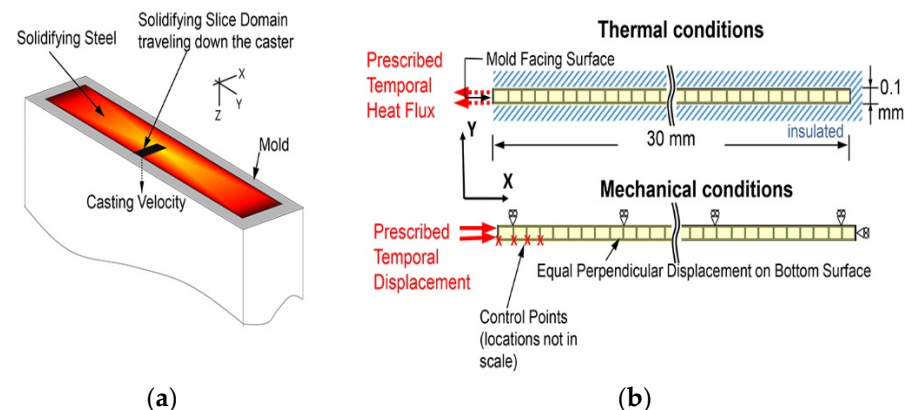 Solidifying Slice Domain
traveling down the caster
Solidifying Steel
X
Y
Z
Mold
Casting Velocity
(a)
Thermal conditions
Prescribed
Temporal
Heat Flux
Mold Facing Surface
0.1
mm
insulated
Y
30 mm
X
Mechanical conditions
Prescribed
Temporal
Displacement
Equal Perpendicular Displacement on Bottom Surface
Control Points
(locations not in
scale)
(b)